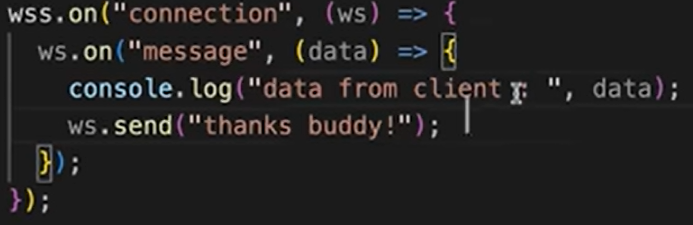 wss.on("connection", (ws) => {
ws.on("message", (data) => {
console.log("data from client : ", data);
ws.send("thanks buddy!");
});
});